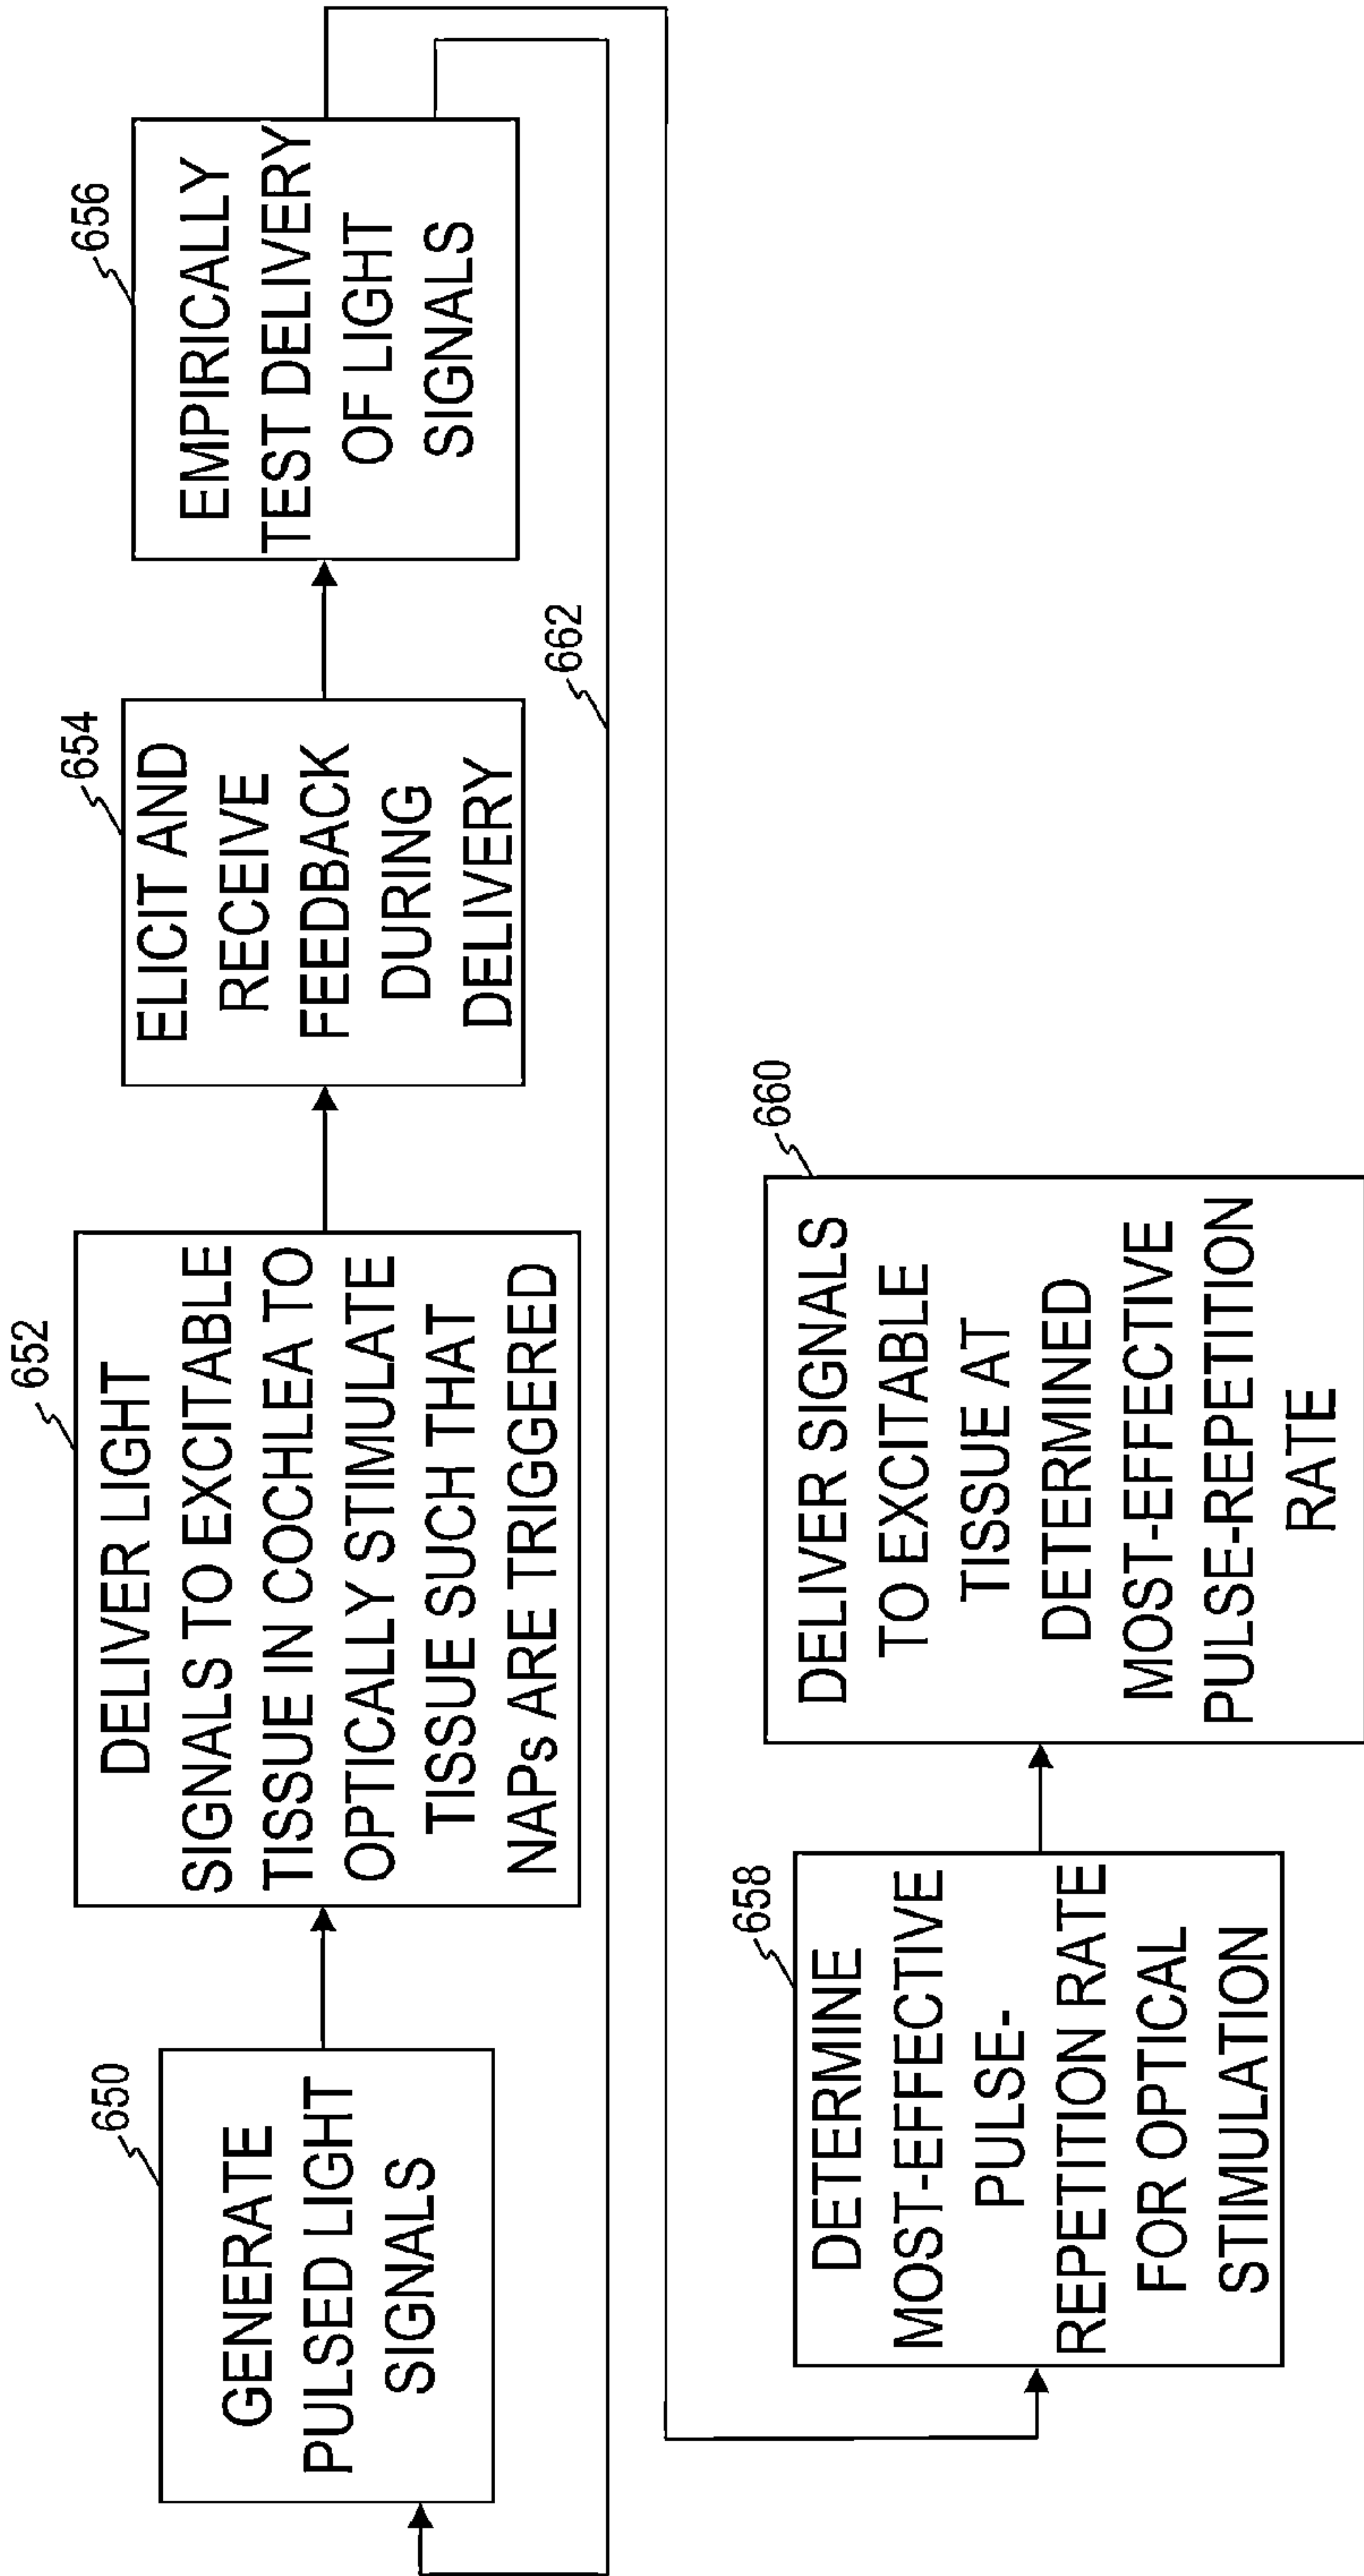 650
GENERATE
PULSED LIGHT
SIGNALS
652
DELIVER LIGHT
SIGNALS TO EXCITABLE
TISSUE IN COCHLEA TO
OPTICALLY STIMULATE
TISSUE SUCH THAT
NAPs ARE TRIGGERED
654
ELICIT AND
RECEIVE
FEEDBACK
DURING
DELIVERY
656
EMPIRICALLY
TEST DELIVERY
OF LIGHT
SIGNALS
662
658
DETERMINE
MOST-EFFECTIVE
PULSE-
REPETITION RATE
FOR OPTICAL
STIMULATION
660
DELIVER SIGNALS
TO EXCITABLE
TISSUE AT
DETERMINED
MOST-EFFECTIVE
PULSE-REPETITION
RATE